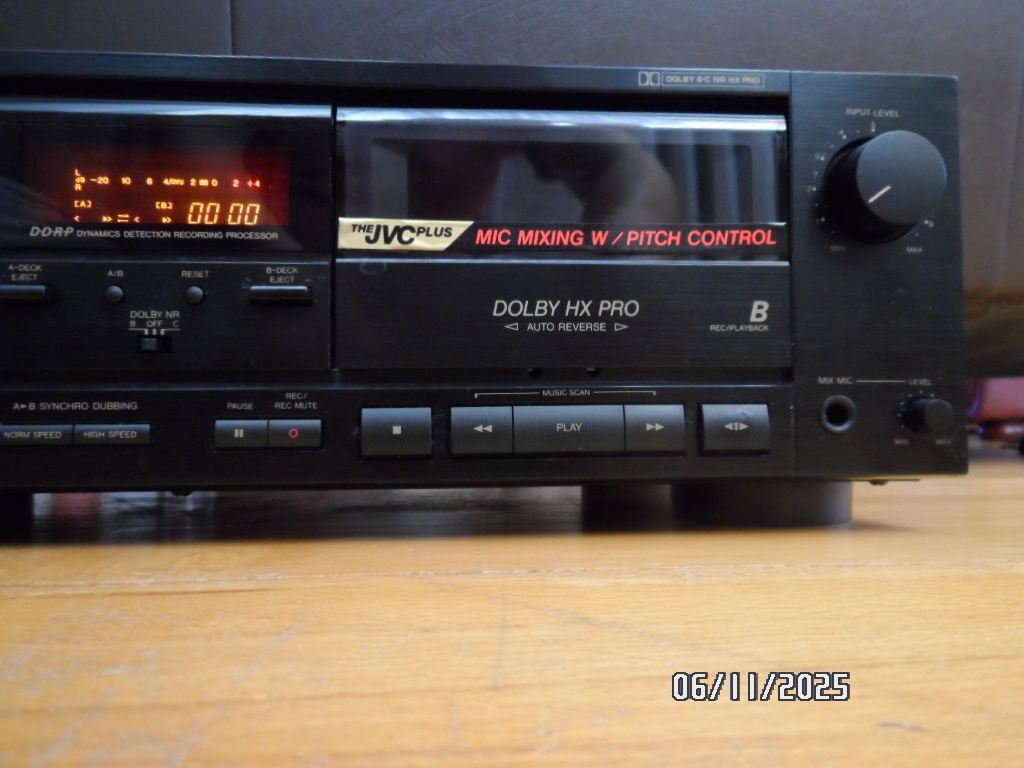 DOLBY B·C NR HX PRO
INPUT LEVEL
MIN
MAX
L
dB -20 10 6 4 2 0 2 +4
R
[A] [B]
00 00
DDRP DYNAMICS DETECTION RECORDING PROCESSOR
THE JVC PLUS MIC MIXING W/PITCH CONTROL
A-DECK EJECT
A/B
RESET
B-DECK EJECT
DOLBY NR
B OFF C
DOLBY HX PRO
AUTO REVERSE
B
REC/PLAYBACK
A►B SYNCHRO DUBBING
NORM SPEED
HIGH SPEED
PAUSE
REC/
REC MUTE
MUSIC SCAN
PLAY
MIX MIC
LEVEL
MIN
MAX
06/11/2025